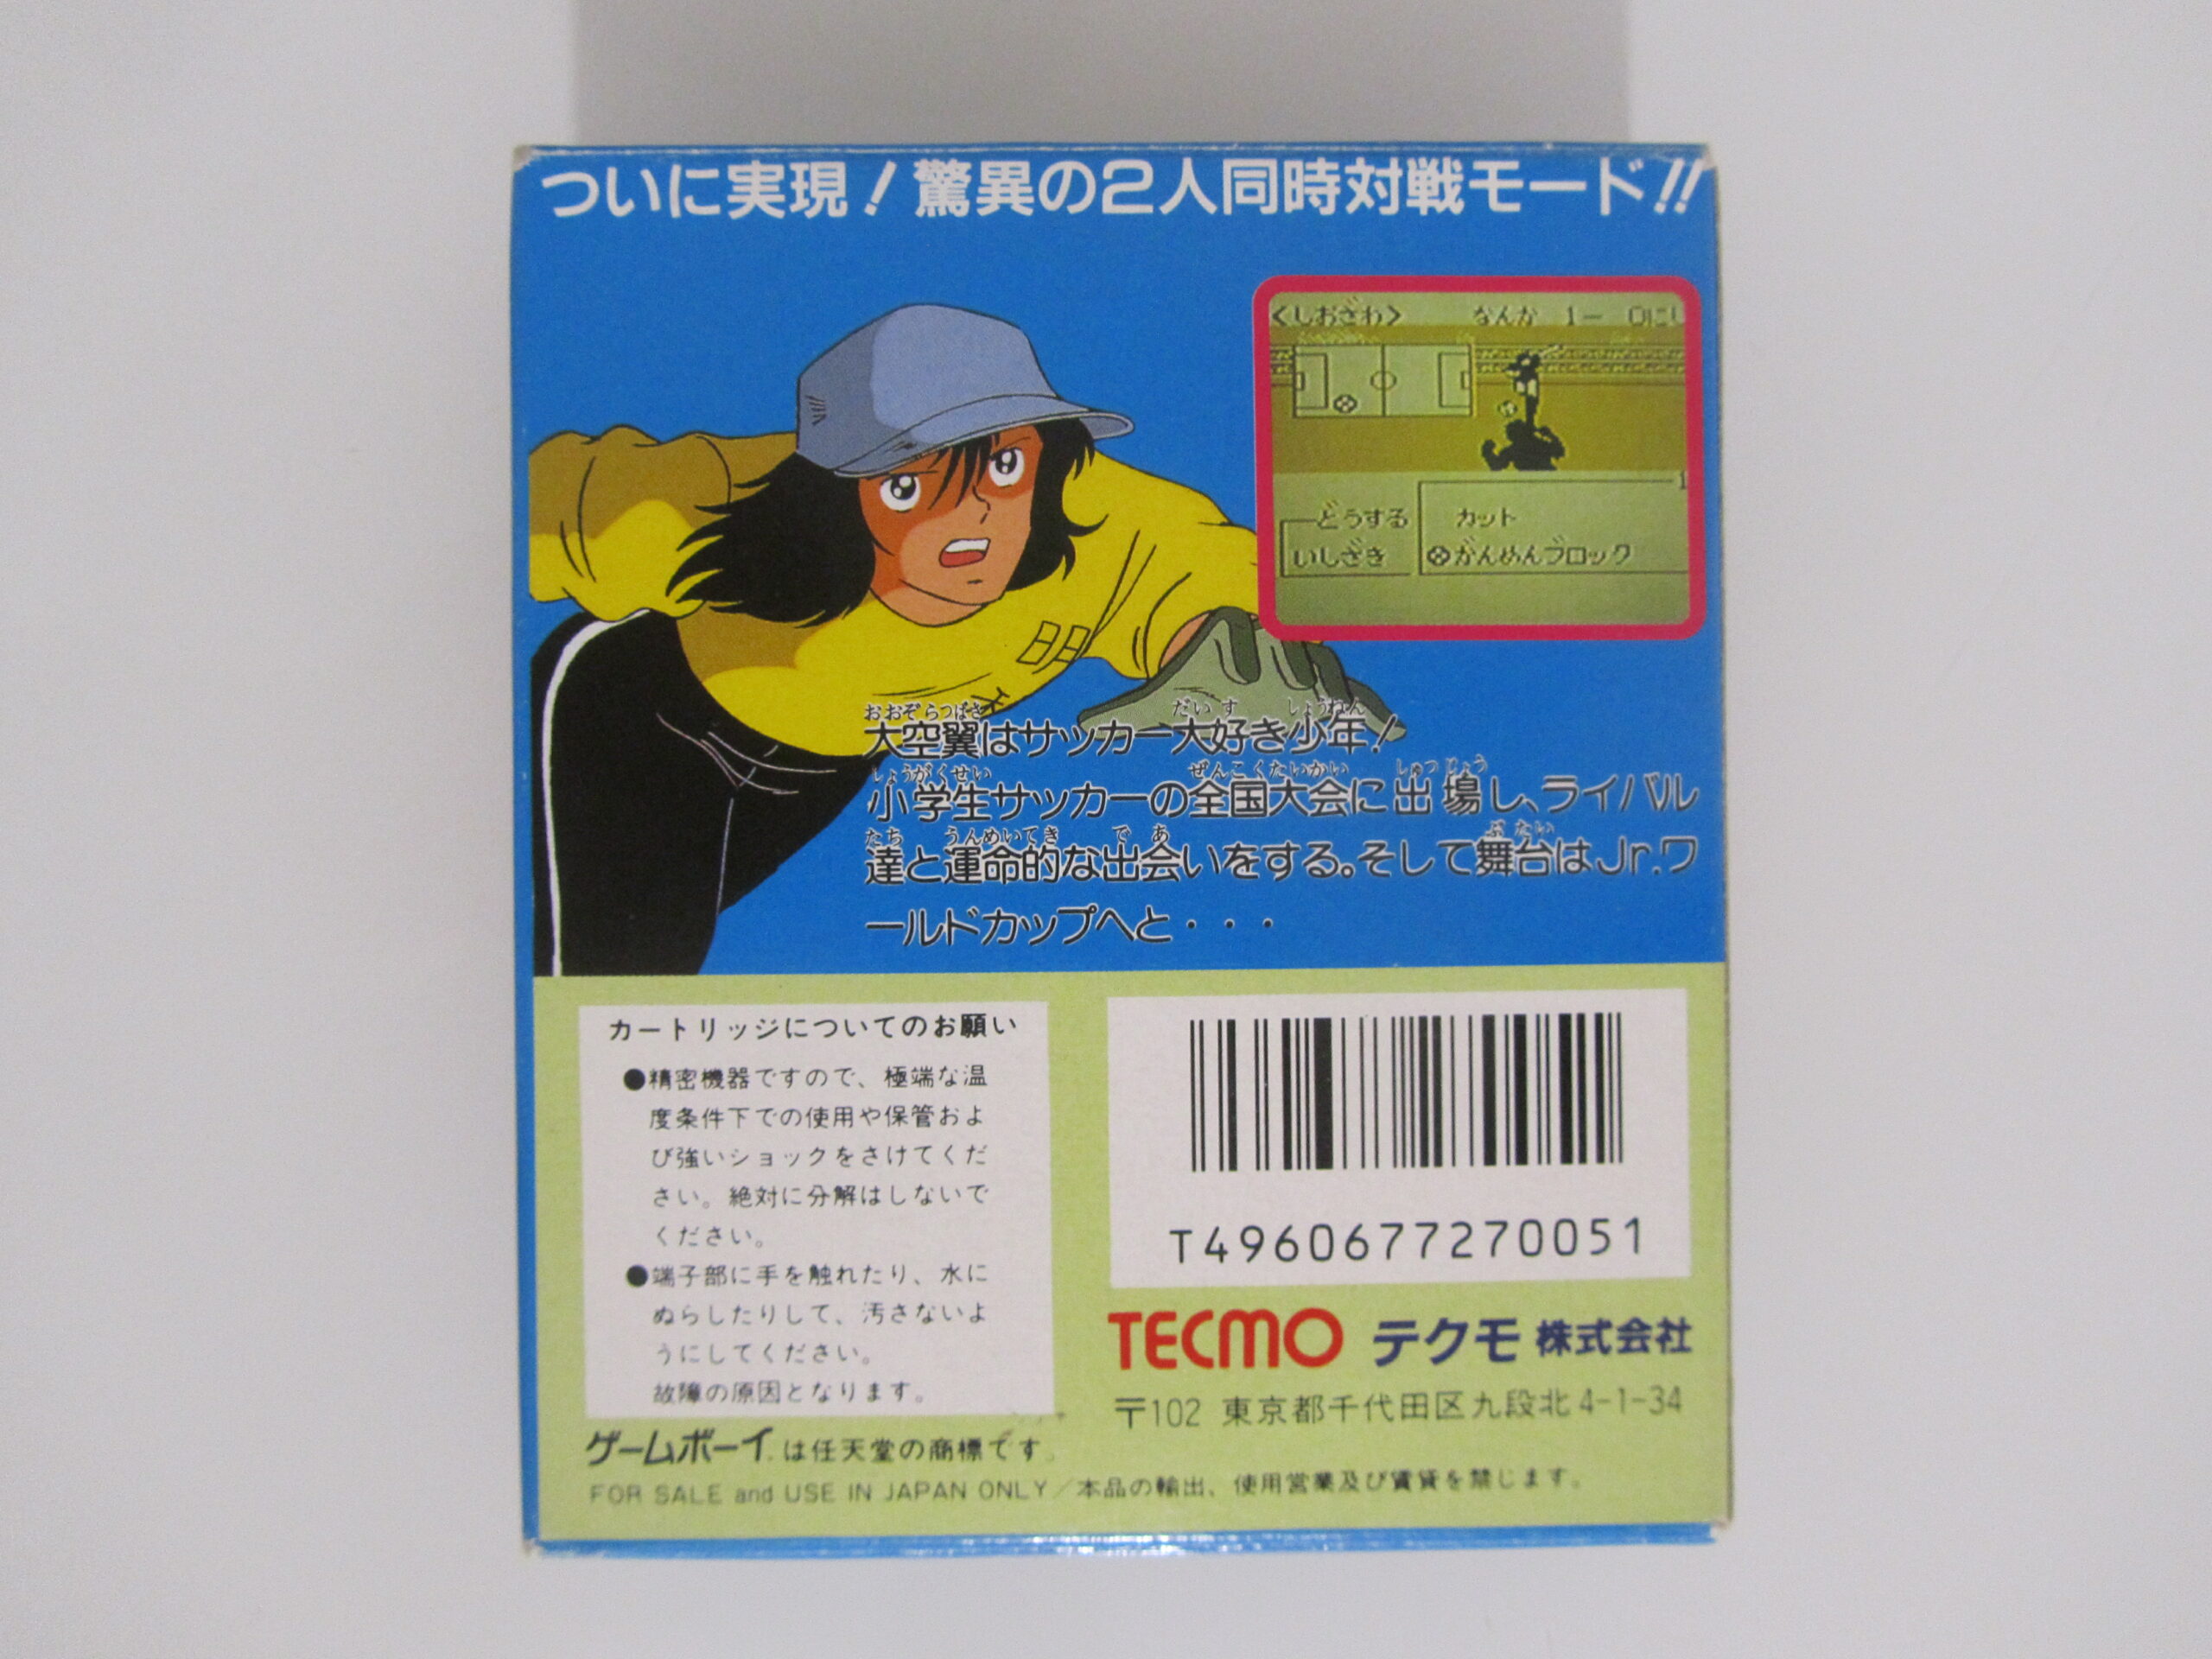 ついに実現!驚異の2人同時対戦モード!!
<しおざわ> なんか 1- 0にし
1
どうする カット
いしざき がんめんブロック
明
おおぞらつばさ だいす しょうねん
大空翼はサッカー大好き少年!
しょうがくせい ぜんこくたいかい しゅつじょう
小学生サッカーの全国大会に出場し、ライバル
たち うんめいてき であ ぶたい
達と運命的な出会いをする。そして舞台はJr.ワ
ールドカップへと・・・
カートリッジについてのお願い
●精密機器ですので、極端な温
度条件下での使用や保管およ
び強いショックをさけてくだ
さい。絶対に分解はしないで
ください。
●端子部に手を触れたり、水に
ぬらしたりして、汚さないよ
うにしてください。
故障の原因となります。
T4960677270051
TECMO テクモ株式会社
〒102 東京都千代田区九段北4-1-34
ゲームボーイは任天堂の商標です。
FOR SALE and USE IN JAPAN ONLY/本品の輸出、使用営業及び賃貸を禁じます。